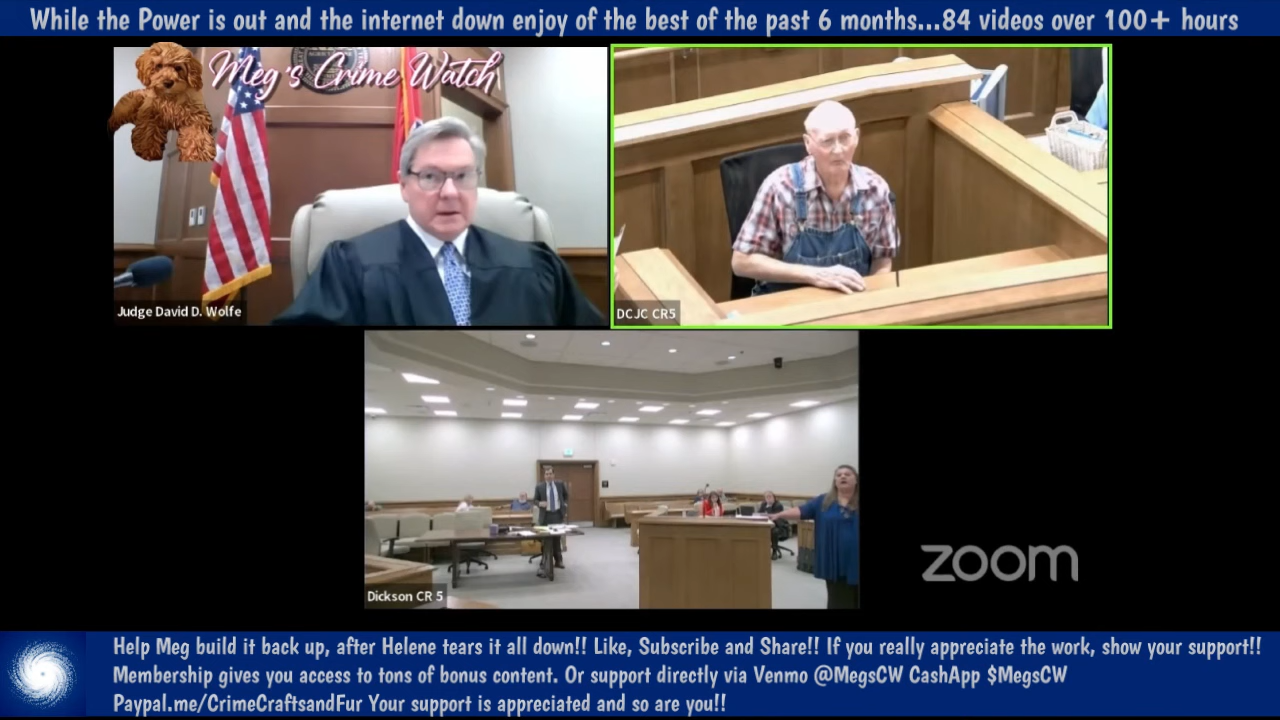 While the Power is out and the internet down enjoy of the best of the past 6 months...84 videos over 100+ hours
Meg's Crime Watch
Judge David D. Wolfe
DCJC CR5
Dickson CR 5
zoom
Help Meg build it back up, after Helene tears it all down!! Like, Subscribe and Share!! If you really appreciate the work, show your support!!
Membership gives you access to tons of bonus content. Or support directly via Venmo @MegsCW CashApp $MegsCW
Paypal.me/CrimeCraftsandFur Your support is appreciated and so are you!!